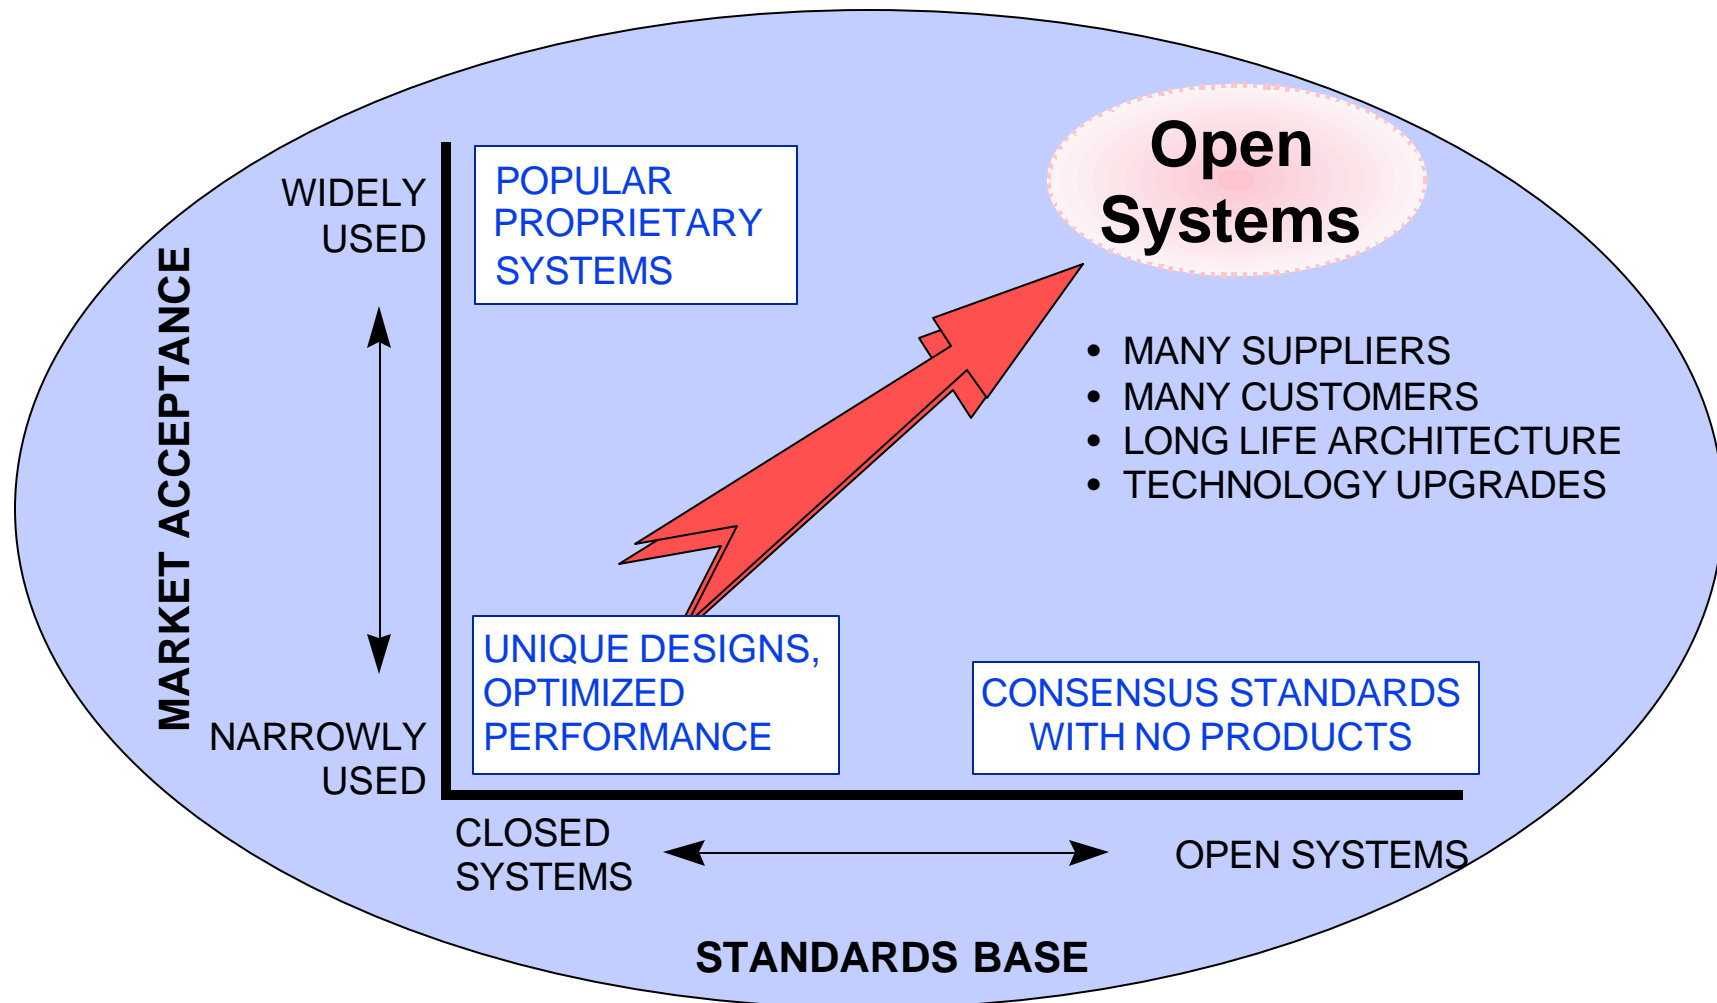 Open
Systems
WIDELY
USED
POPULAR
PROPRIETARY
SYSTEMS
MARKET ACCEPTANCE
• MANY SUPPLIERS
• MANY CUSTOMERS
• LONG LIFE ARCHITECTURE
• TECHNOLOGY UPGRADES
UNIQUE DESIGNS,
OPTIMIZED
PERFORMANCE
CONSENSUS STANDARDS
WITH NO PRODUCTS
NARROWLY
USED
CLOSED
SYSTEMS
OPEN SYSTEMS
STANDARDS BASE